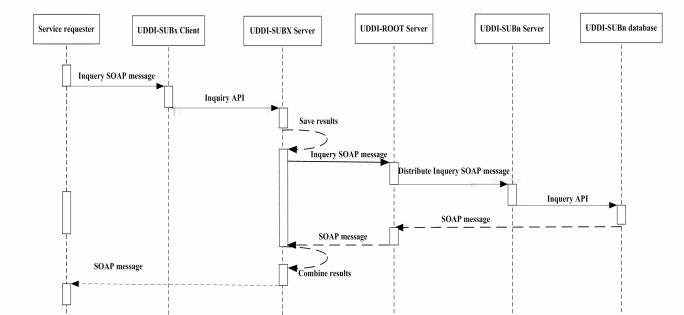 Service requester
UDDI-SUBx Client
UDDI-SUBX Server
UDDI-ROOT Server
UDDI-SUBn Server
UDDI-SUBn database
Inquery SOAP message
Inquiry API
Save results
Inquery SOAP message
Distribute Inquery SOAP message
Inquery API
SOAP message
SOAP message
SOAP message
Combine results